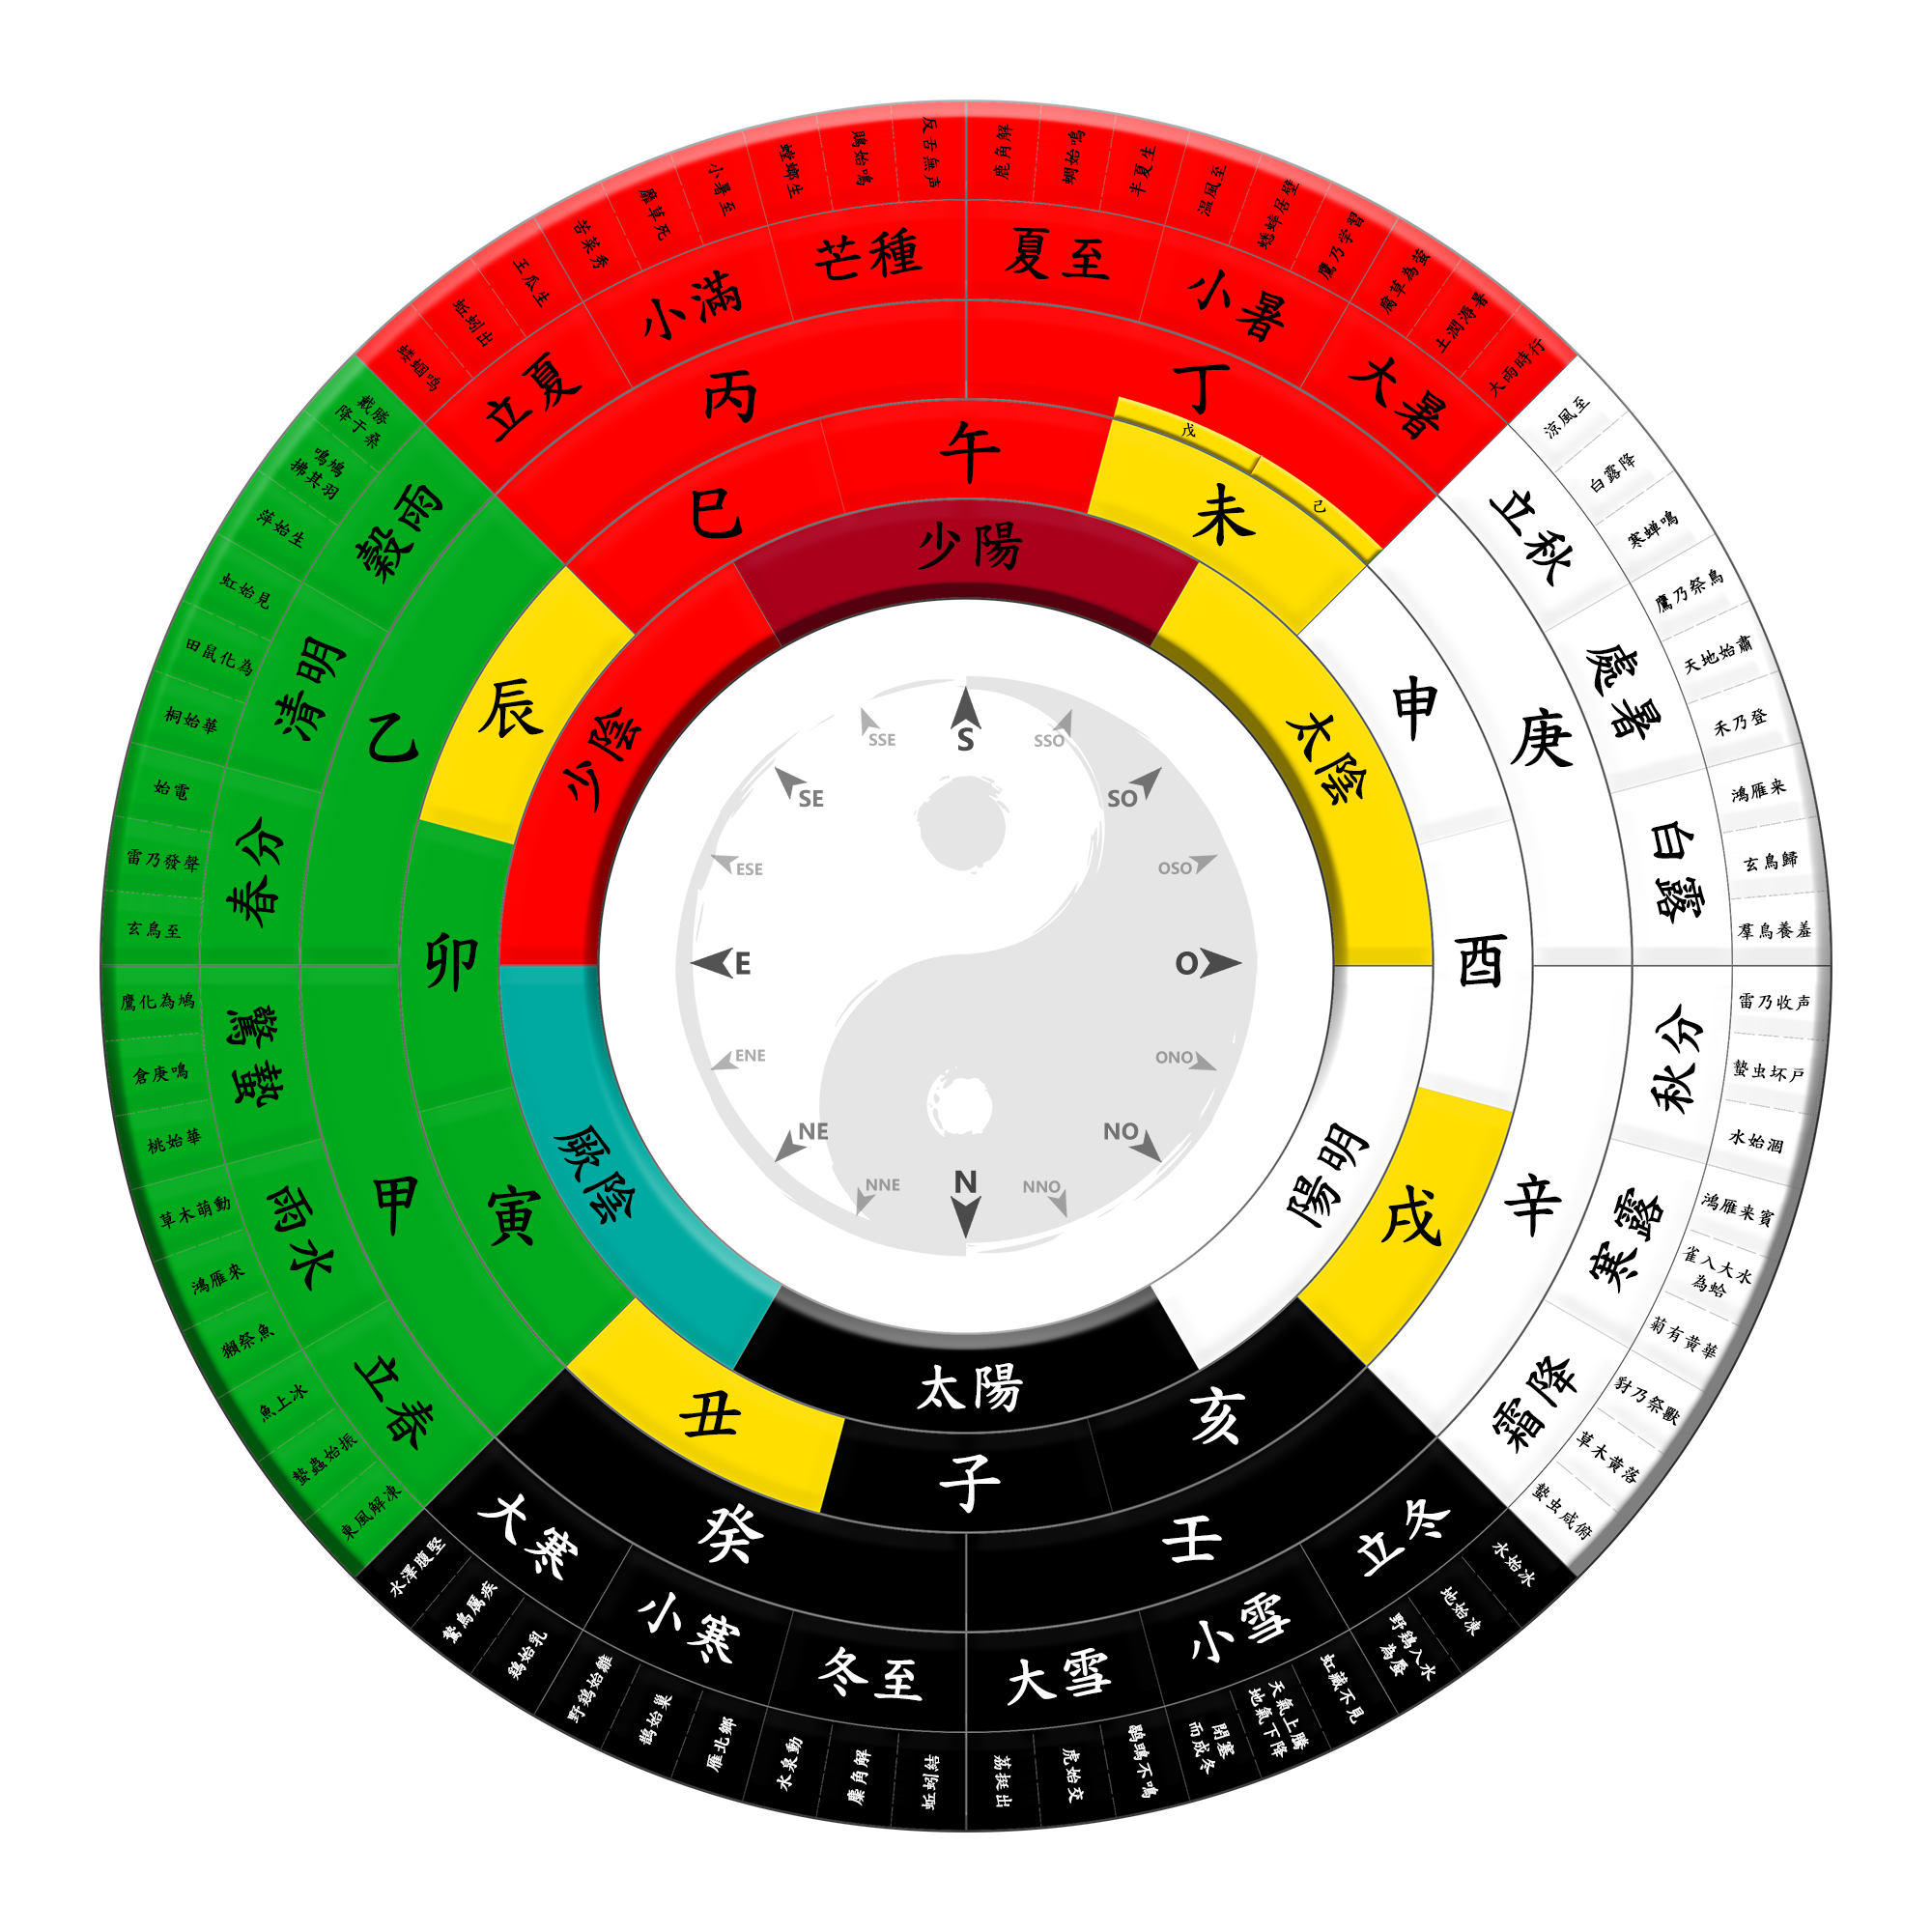 鹿角解
蜩始鳴
半夏生
温風至
蟋蟀居壁
鷹乃学習
腐草為蛍
土潤溽暑
大雨時行
涼風至
白露降
寒蝉鳴
鷹乃祭鳥
天地始肅
禾乃登
鴻雁来
玄鳥歸
羣鳥養羞
雷乃收声
蟄虫坏戸
水始涸
鴻雁来賓
雀入大水
為蛤
菊有黄華
豺乃祭獸
草木黄落
蟄虫咸俯
水始冰
地始凍
野鶏入水
為蜃
虹藏不見
天氣上騰
地氣下降
閉塞
而成冬
鶡鴠不鳴
虎始交
荔挺出
蚯蚓結
麋角解
水泉動
雁北鄉
鵲始巣
野鶏始雊
鶏始乳
鷙鳥厲疾
水澤腹堅
東風解凍
蟄蟲始振
魚上冰
獺祭魚
鴻雁來
草木萌動
桃始華
倉庚鳴
鷹化為鳩
玄鳥至
雷乃發聲
始電
桐始華
田鼠化為
虹始見
萍始生
鳴鳩
拂其羽
戴勝
降于桑
螻蟈鳴
蚯蚓出
王瓜生
苦菜秀
靡草死
小暑至
螳螂生
鵙始鳴
反舌無声
夏至
小暑
大暑
立秋
處暑
白露
秋分
寒露
霜降
立冬
小雪
大雪
冬至
小寒
大寒
立春
雨水
驚蟄
春分
清明
穀雨
立夏
小滿
芒種
丁
庚
辛
壬
癸
甲
乙
丙
戊
己
午
未
申
酉
戌
亥
子
丑
寅
卯
辰
巳
少陽
太陰
陽明
太陽
厥陰
少陰
S
SSO
SO
OSO
O
ONO
NO
NNO
N
NNE
NE
ENE
E
ESE
SE
SSE